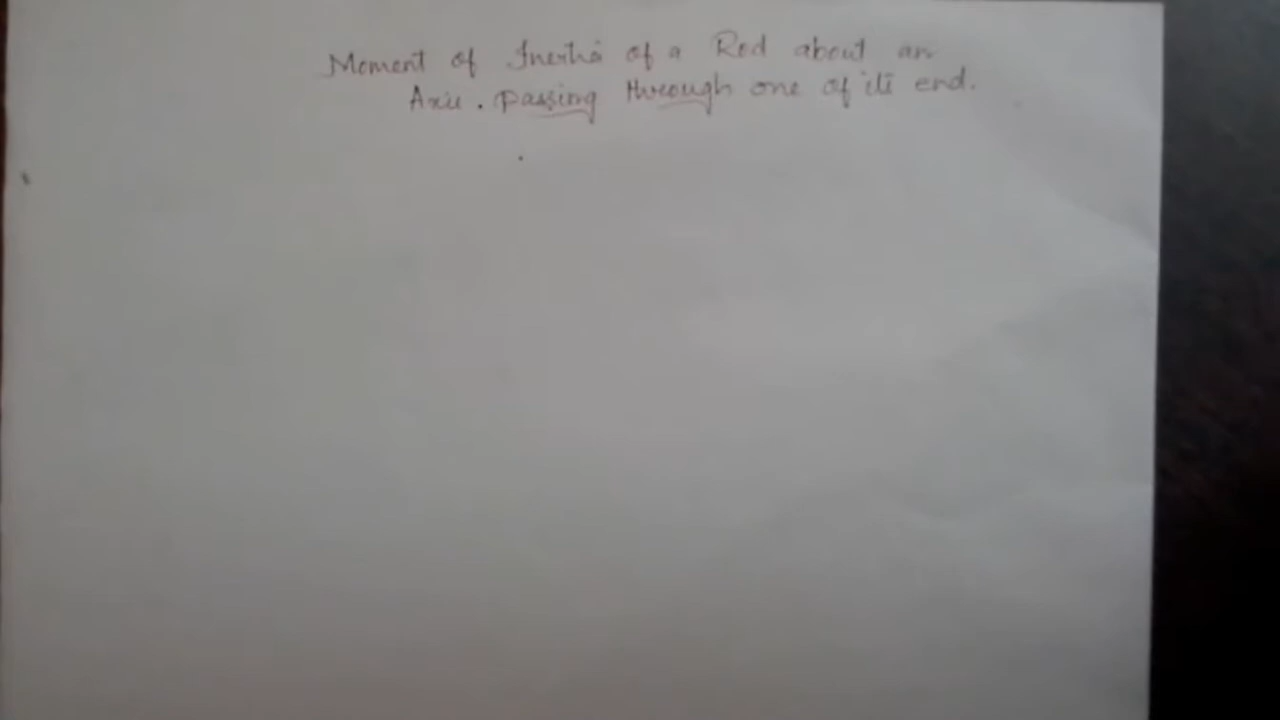 Moment of Inertia of a Rod about an
Axis. passing through one of its end.